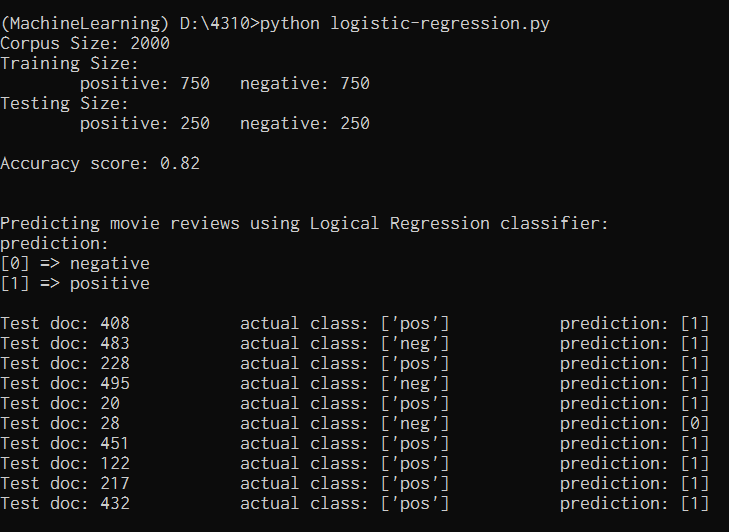 (MachineLearning) D:\4310>python logistic-regression.py
Corpus Size: 2000
Training Size:
        positive: 750   negative: 750
Testing Size:
        positive: 250   negative: 250
Accuracy score: 0.82
Predicting movie reviews using Logical Regression classifier:
prediction:
[0] => negative
[1] => positive
Test doc: 408           actual class: ['pos']           prediction: [1]
Test doc: 483           actual class: ['neg']           prediction: [1]
Test doc: 228           actual class: ['pos']           prediction: [1]
Test doc: 495           actual class: ['neg']           prediction: [1]
Test doc: 20            actual class: ['pos']           prediction: [1]
Test doc: 28            actual class: ['neg']           prediction: [0]
Test doc: 451           actual class: ['pos']           prediction: [1]
Test doc: 122           actual class: ['pos']           prediction: [1]
Test doc: 217           actual class: ['pos']           prediction: [1]
Test doc: 432           actual class: ['pos']           prediction: [1]